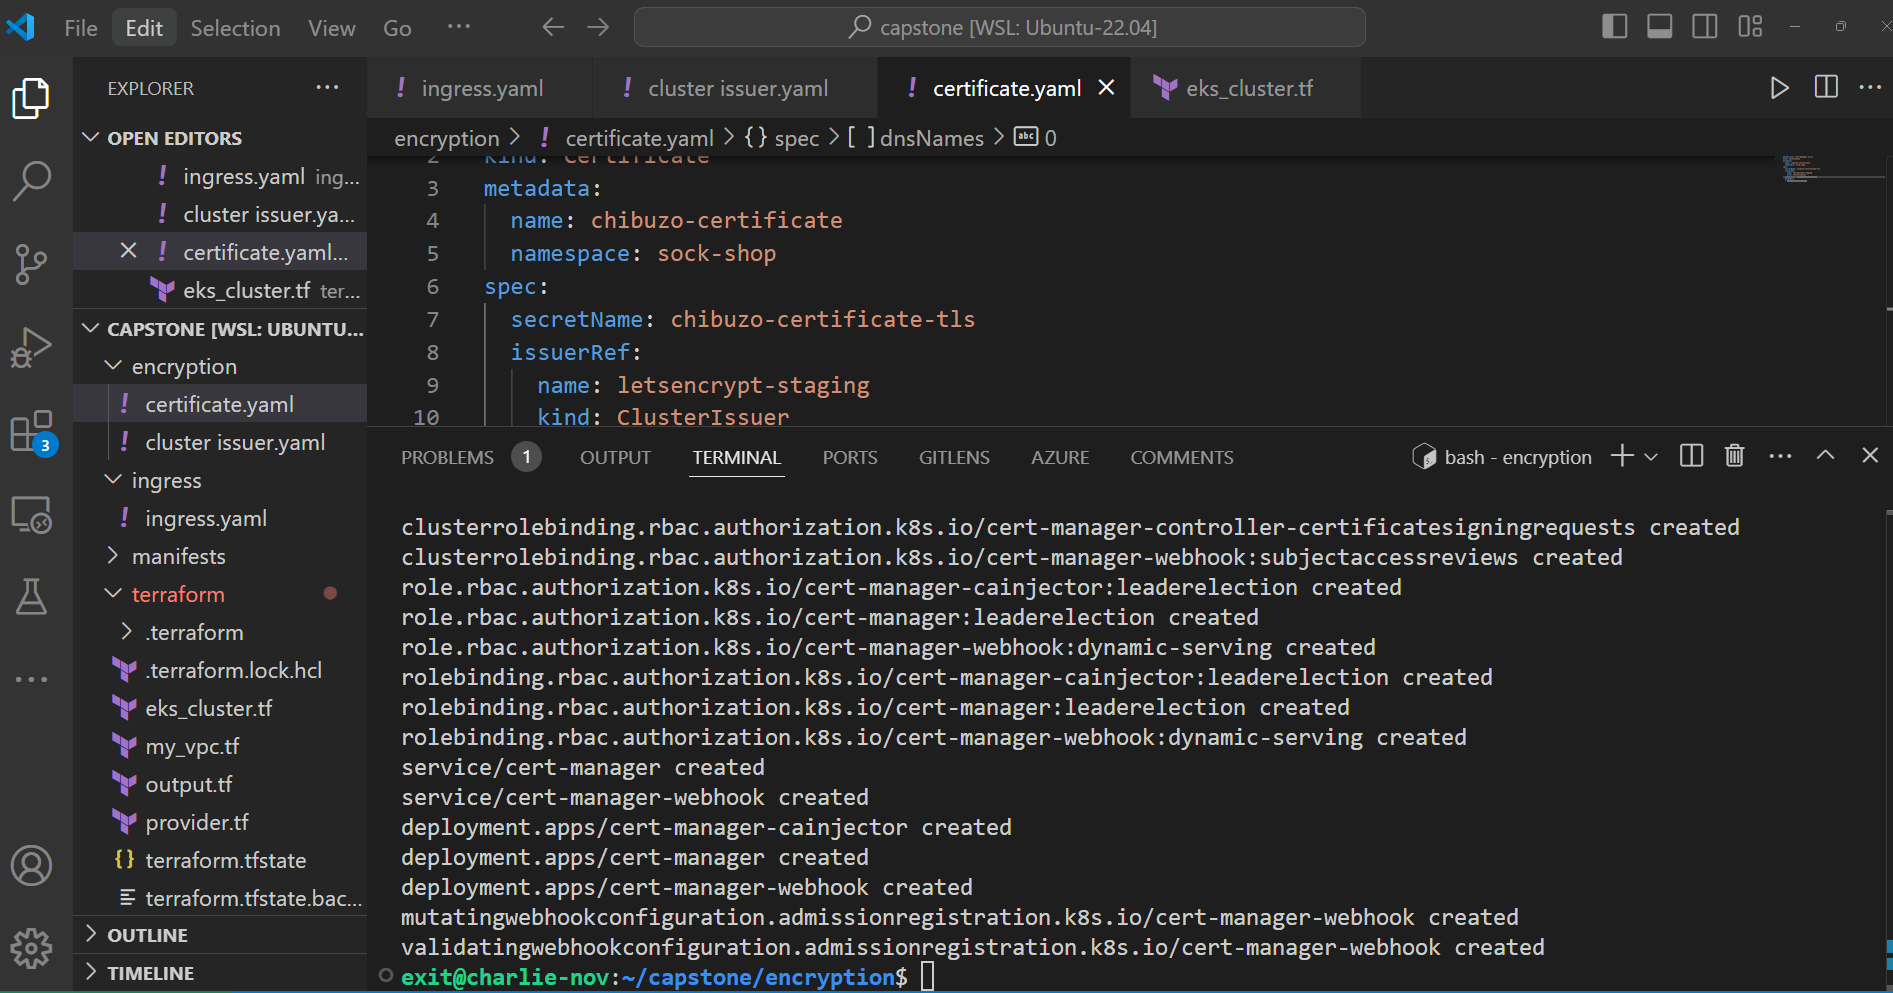 File Edit Selection View Go ···
capstone [WSL: Ubuntu-22.04]
EXPLORER ···
ingress.yaml
cluster issuer.yaml
certificate.yaml
eks_cluster.tf
OPEN EDITORS
ingress.yaml ing...
cluster issuer.ya...
certificate.yaml...
eks_cluster.tf ter...
CAPSTONE [WSL: UBUNTU...
encryption
certificate.yaml
cluster issuer.yaml
ingress
ingress.yaml
manifests
terraform
.terraform
.terraform.lock.hcl
eks_cluster.tf
my_vpc.tf
output.tf
provider.tf
terraform.tfstate
terraform.tfstate.bac...
OUTLINE
TIMELINE
3
encryption > ! certificate.yaml > {} spec > [ ] dnsNames > abc 0
2 kind: Certificate
3 metadata:
4 name: chibuzo-certificate
5 namespace: sock-shop
6 spec:
7 secretName: chibuzo-certificate-tls
8 issuerRef:
9 name: letsencrypt-staging
10 kind: ClusterIssuer
PROBLEMS 1 OUTPUT TERMINAL PORTS GITLENS AZURE COMMENTS
bash - encryption
clusterrolebinding.rbac.authorization.k8s.io/cert-manager-controller-certificatesigningrequests created
clusterrolebinding.rbac.authorization.k8s.io/cert-manager-webhook:subjectaccessreviews created
role.rbac.authorization.k8s.io/cert-manager-cainjector:leaderelection created
role.rbac.authorization.k8s.io/cert-manager:leaderelection created
role.rbac.authorization.k8s.io/cert-manager-webhook:dynamic-serving created
rolebinding.rbac.authorization.k8s.io/cert-manager-cainjector:leaderelection created
rolebinding.rbac.authorization.k8s.io/cert-manager:leaderelection created
rolebinding.rbac.authorization.k8s.io/cert-manager-webhook:dynamic-serving created
service/cert-manager created
service/cert-manager-webhook created
deployment.apps/cert-manager-cainjector created
deployment.apps/cert-manager created
deployment.apps/cert-manager-webhook created
mutatingwebhookconfiguration.admissionregistration.k8s.io/cert-manager-webhook created
validatingwebhookconfiguration.admissionregistration.k8s.io/cert-manager-webhook created
exit@charlie-nov:~/capstone/encryption$